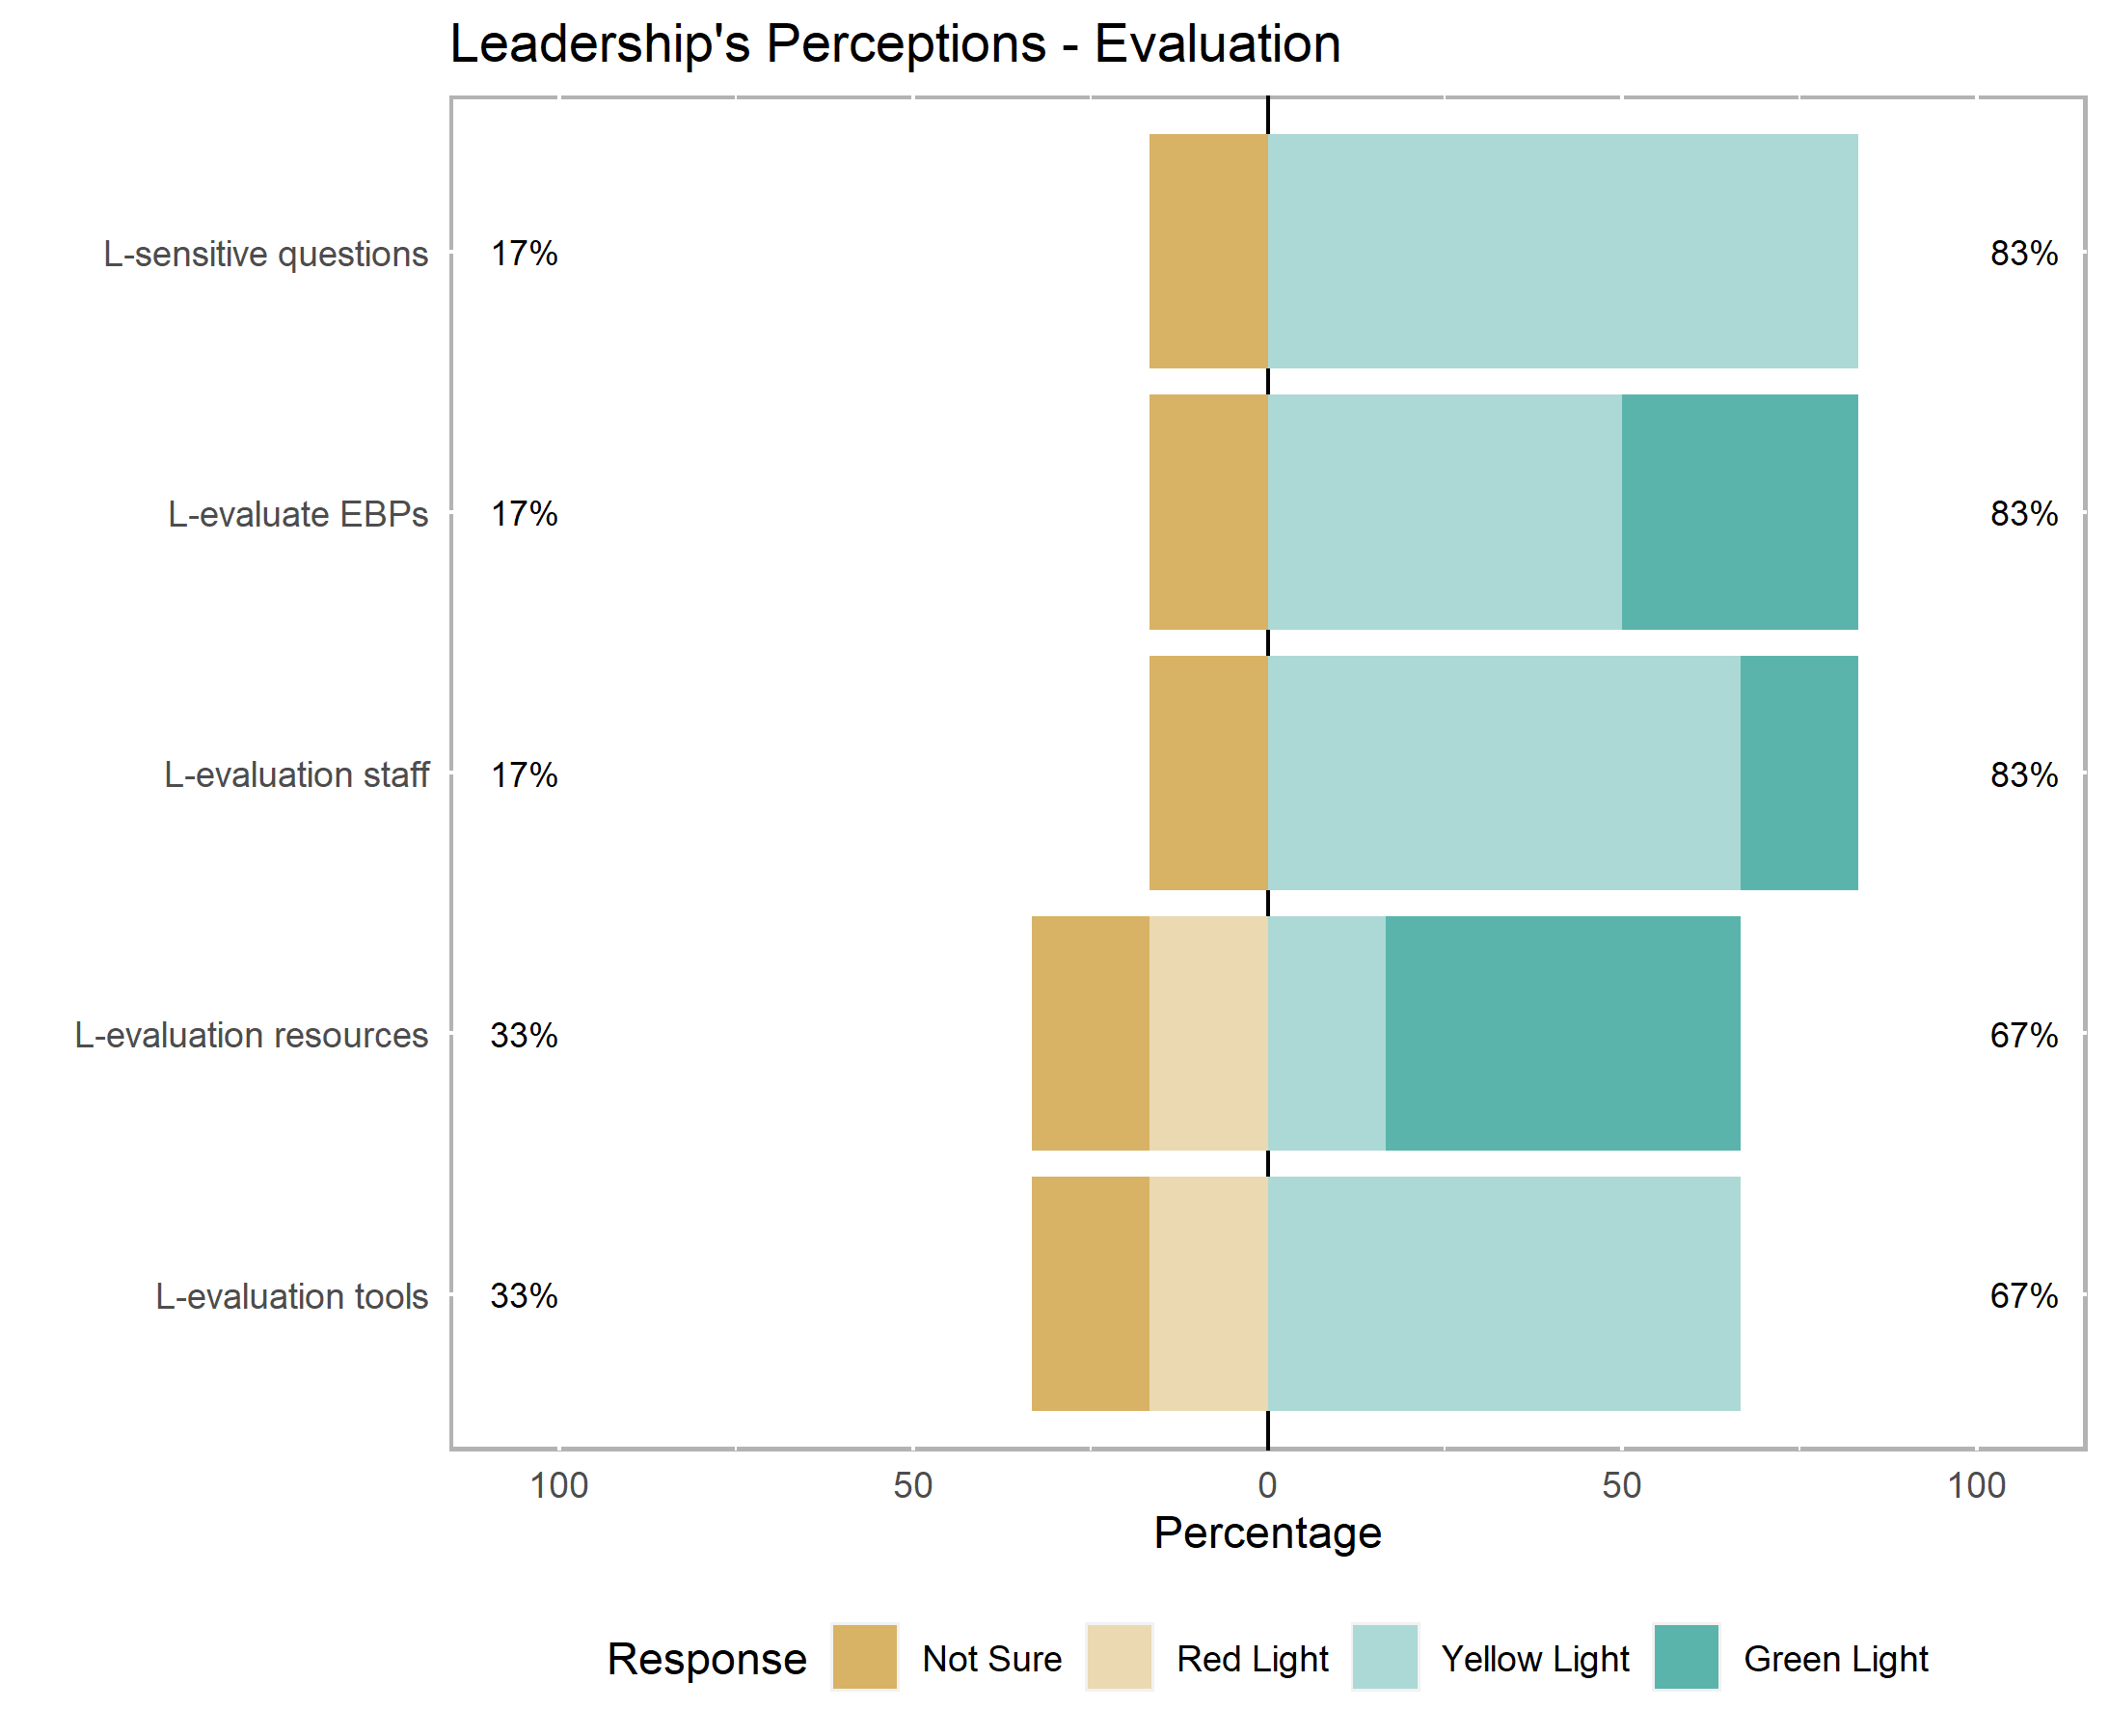 Leadership's Perceptions - Evaluation
L-sensitive questions 17% 83%
L-evaluate EBPs 17% 83%
L-evaluation staff 17% 83%
L-evaluation resources 33% 67%
L-evaluation tools 33% 67%
100 50 0 50 100
Percentage
Response Not Sure Red Light Yellow Light Green Light